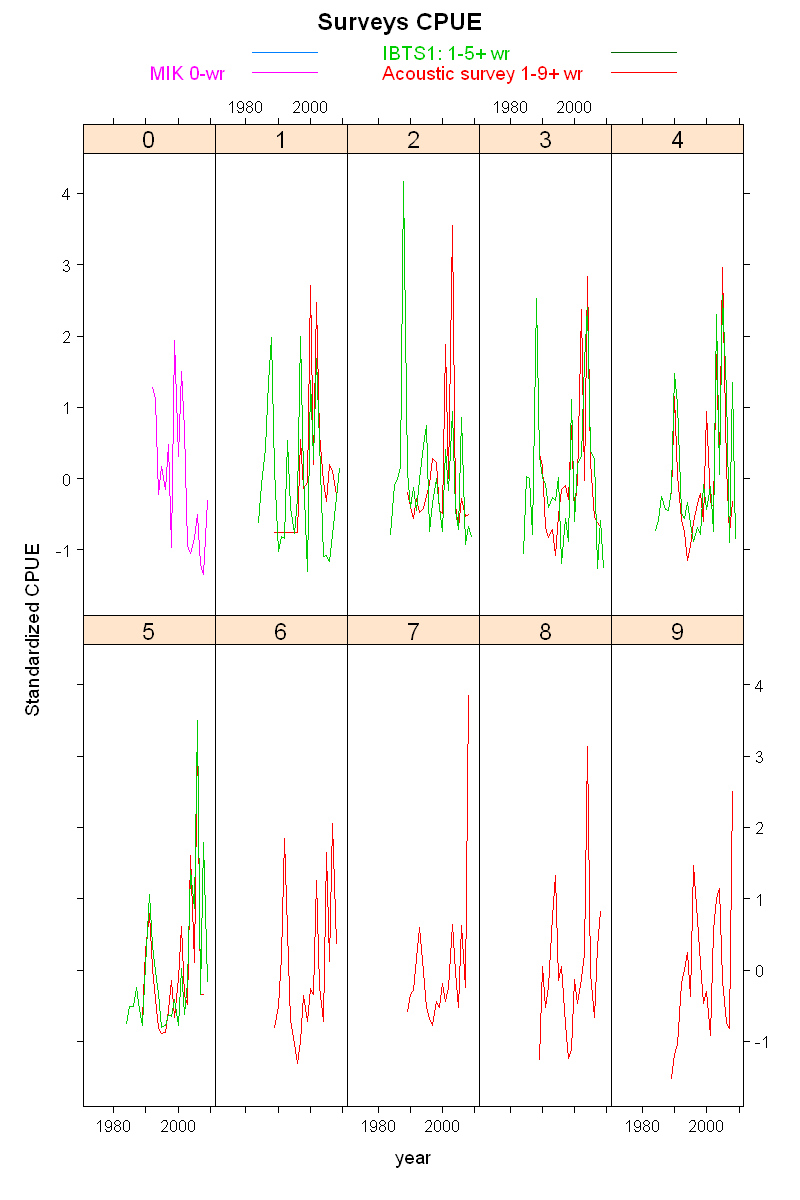 Surveys CPUE
IBTS1: 1-5+ wr
MIK 0-wr Acoustic survey 1-9+ wr
1980 2000 1980 2000
0 1 2 3 4
4
3
2
1
0
-1
5 6 7 8 9
4
3
2
1
0
-1
Standardized CPUE
1980 2000 1980 2000 1980 2000
year